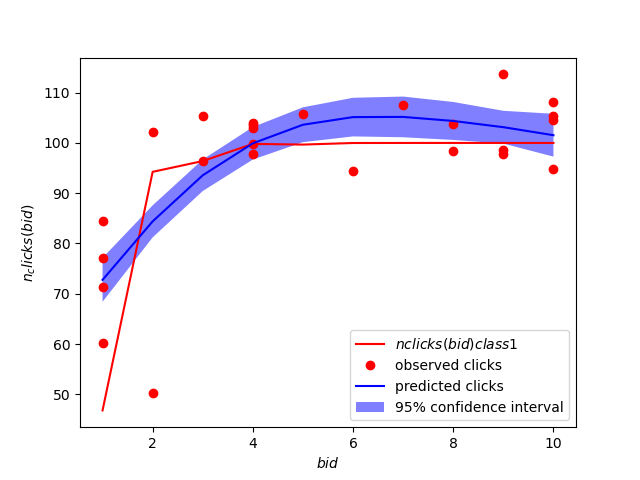 110
100
90
80
70
60
50
n_clicks(bid)
2
4
6
8
10
bid
nclicks(bid)class1
observed clicks
predicted clicks
95% confidence interval